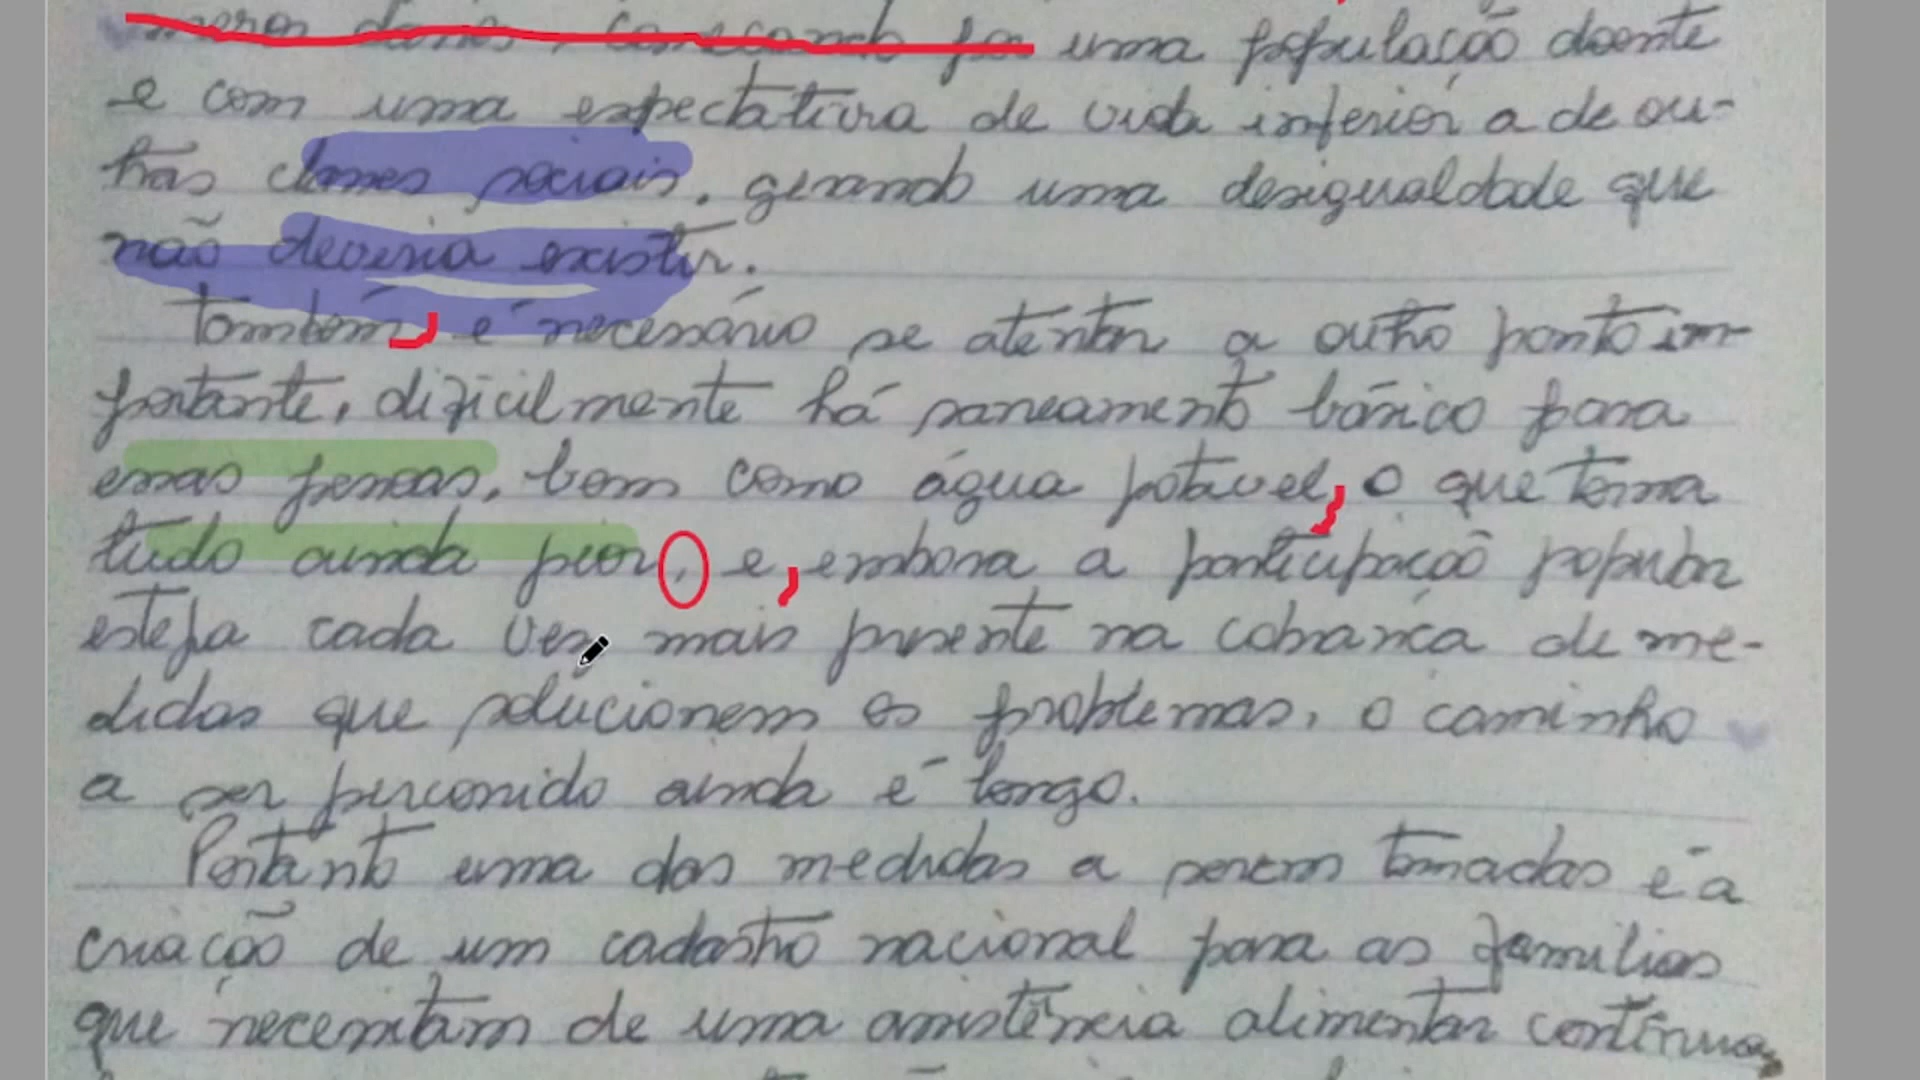 danos, começando por uma população doente
e com uma expectativa de vida inferior a de ou-
tras classes sociais, gerando uma desigualdade que
não deveria existir.
Também, é necessário se atentar a outro ponto im-
portante, dificilmente há saneamento básico para
essas pessoas, bem como água potável, o que torna
tudo ainda pior, e, embora a participação popular
esteja cada vez mais presente na cobrança de me-
didas que solucionem os problemas, o caminho
a ser percorrido ainda é longo.
Portanto uma das medidas a serem tomadas é a
criação de um cadastro nacional para as famílias
que necessitam de uma assistência alimentar contínua,